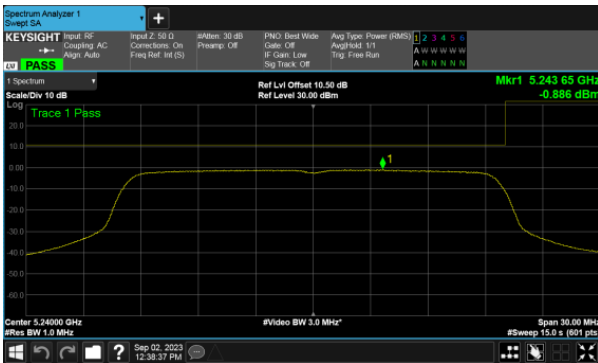 Spectrum Analyzer 1
Swept SA
+
KEYSIGHT Input: RF Input Z: 50 Ω #Atten: 30 dB PNO: Best Wide Avg Type: Power (RMS) 1 2 3 4 5 6
Coupling: AC Corrections: On Preamp: Off Gate: Off Avg|Hold: 1/1 A W W W W W
Align: Auto Freq Ref: Int (S) IF Gain: Low Trig: Free Run
Sig Track: Off A N N N N N
LXI PASS
1 Spectrum
Ref Lvl Offset 10.50 dB Mkr1 5.243 65 GHz
Scale/Div 10 dB Ref Level 30.00 dBm -0.886 dBm
Log
Trace 1 Pass
20.0
10.0
0.00
1
-10.0
-20.0
-30.0
-40.0
-50.0
-60.0
Center 5.24000 GHz #Video BW 3.0 MHz* Span 30.00 MHz
#Res BW 1.0 MHz #Sweep 15.0 s (601 pts)
? Sep 02, 2023
12:38:37 PM